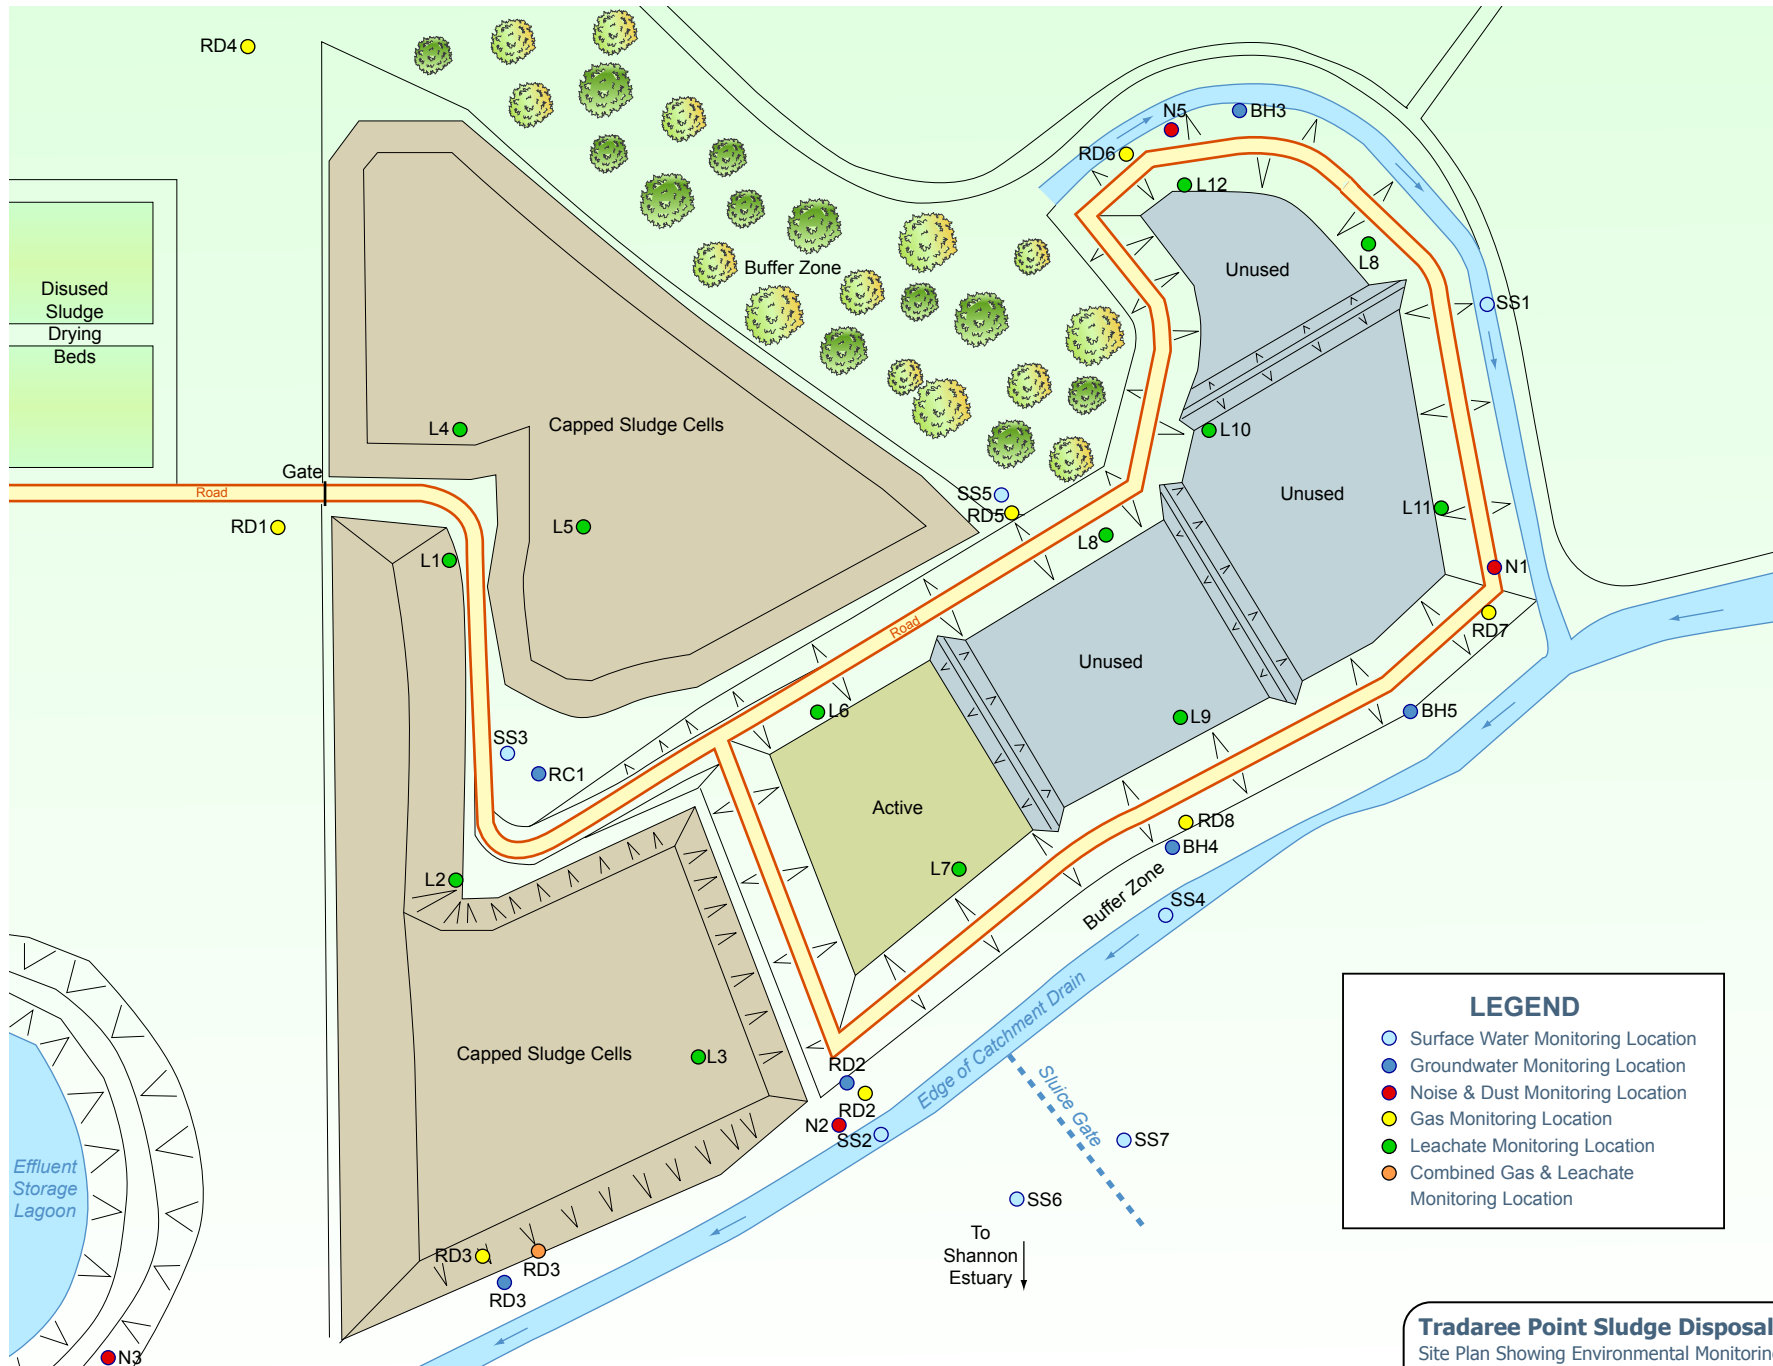 RD4
N5
BH3
RD6
L12
Buffer Zone
Unused
L8
SS1
Disused
Sludge
Drying
Beds
L4
Capped Sludge Cells
L10
Gate
Road
SS5
RD5
Unused
L11
RD1
L5
L8
L1
N1
RD7
Road
Unused
L6
L9
BH5
SS3
RC1
Active
RD8
BH4
L7
L2
Buffer Zone
SS4
Edge of Catchment Drain
LEGEND
Surface Water Monitoring Location
Groundwater Monitoring Location
Noise & Dust Monitoring Location
Gas Monitoring Location
Leachate Monitoring Location
Combined Gas & Leachate
Monitoring Location
Capped Sludge Cells
L3
RD2
RD2
N2
SS2
Sluice Gate
SS7
SS6
To
Shannon
Estuary
Effluent
Storage
Lagoon
RD3
RD3
RD3
N3
Tradaree Point Sludge Disposal
Site Plan Showing Environmental Monitoring